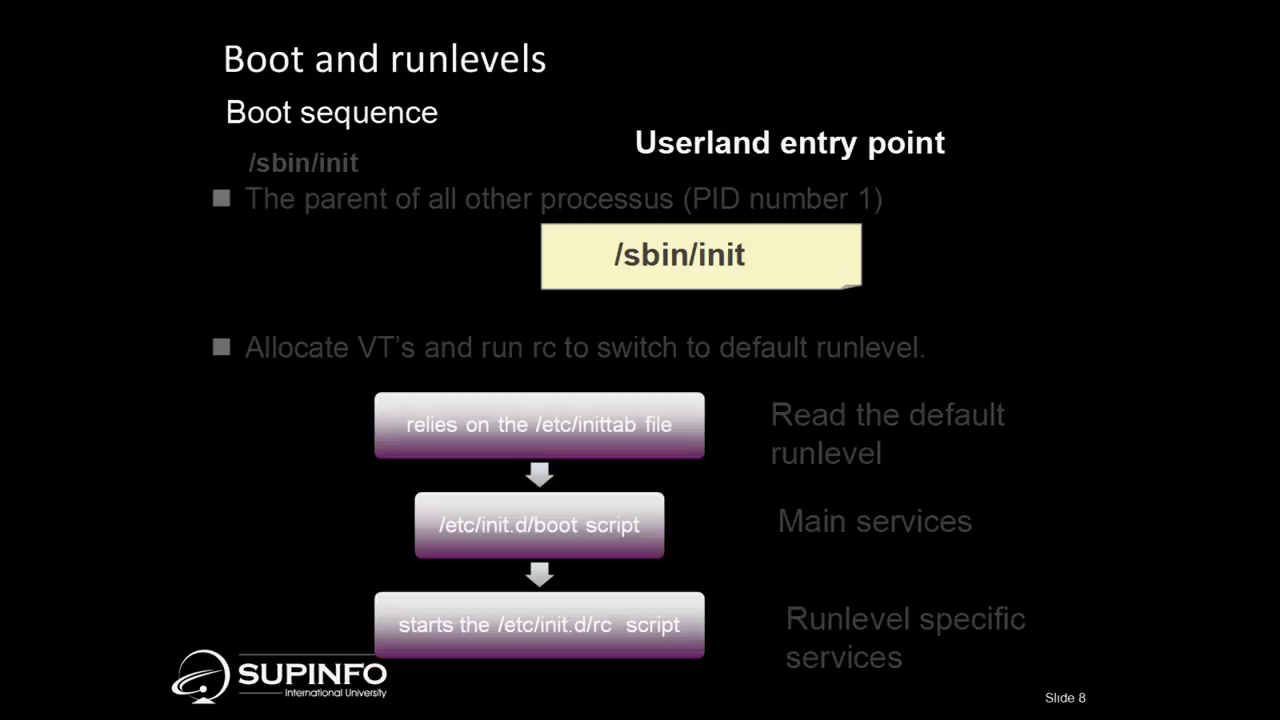 Boot and runlevels
Boot sequence
Userland entry point
/sbin/init
The parent of all other processus (PID number 1)
/sbin/init
Allocate VT’s and run rc to switch to default runlevel.
relies on the /etc/inittab file
Read the default
runlevel
/etc/init.d/boot script
Main services
starts the /etc/init.d/rc script
Runlevel specific
services
SUPINFO
International University
Slide 8